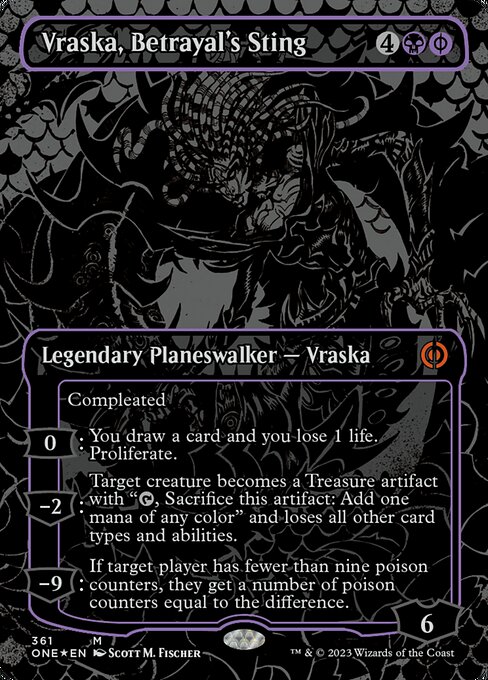 Vraska, Betrayal's Sting 4
Legendary Planeswalker — Vraska
Compleated
0 : You draw a card and you lose 1 life.
Proliferate.
−2 : Target creature becomes a Treasure artifact
with “T, Sacrifice this artifact: Add one
mana of any color” and loses all other card
types and abilities.
−9 : If target player has fewer than nine poison
counters, they get a number of poison
counters equal to the difference.
6
361 M
ONE★EN Scott M. Fischer ™ & © 2023 Wizards of the Coast